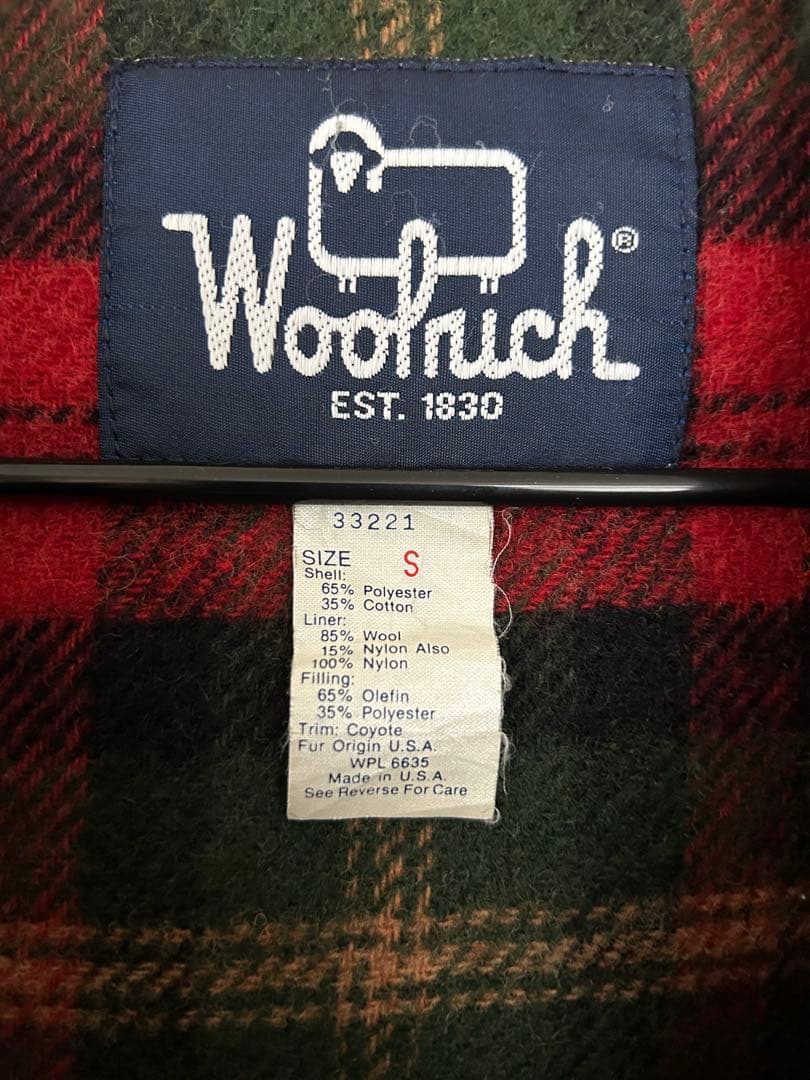 Woolrich®
EST. 1830
33221
SIZE S
Shell:
65% Polyester
35% Cotton
Liner:
85% Wool
15% Nylon Also
100% Nylon
Filling:
65% Olefin
35% Polyester
Trim: Coyote
Fur Origin U.S.A.
WPL 6635
Made in U.S.A.
See Reverse For Care